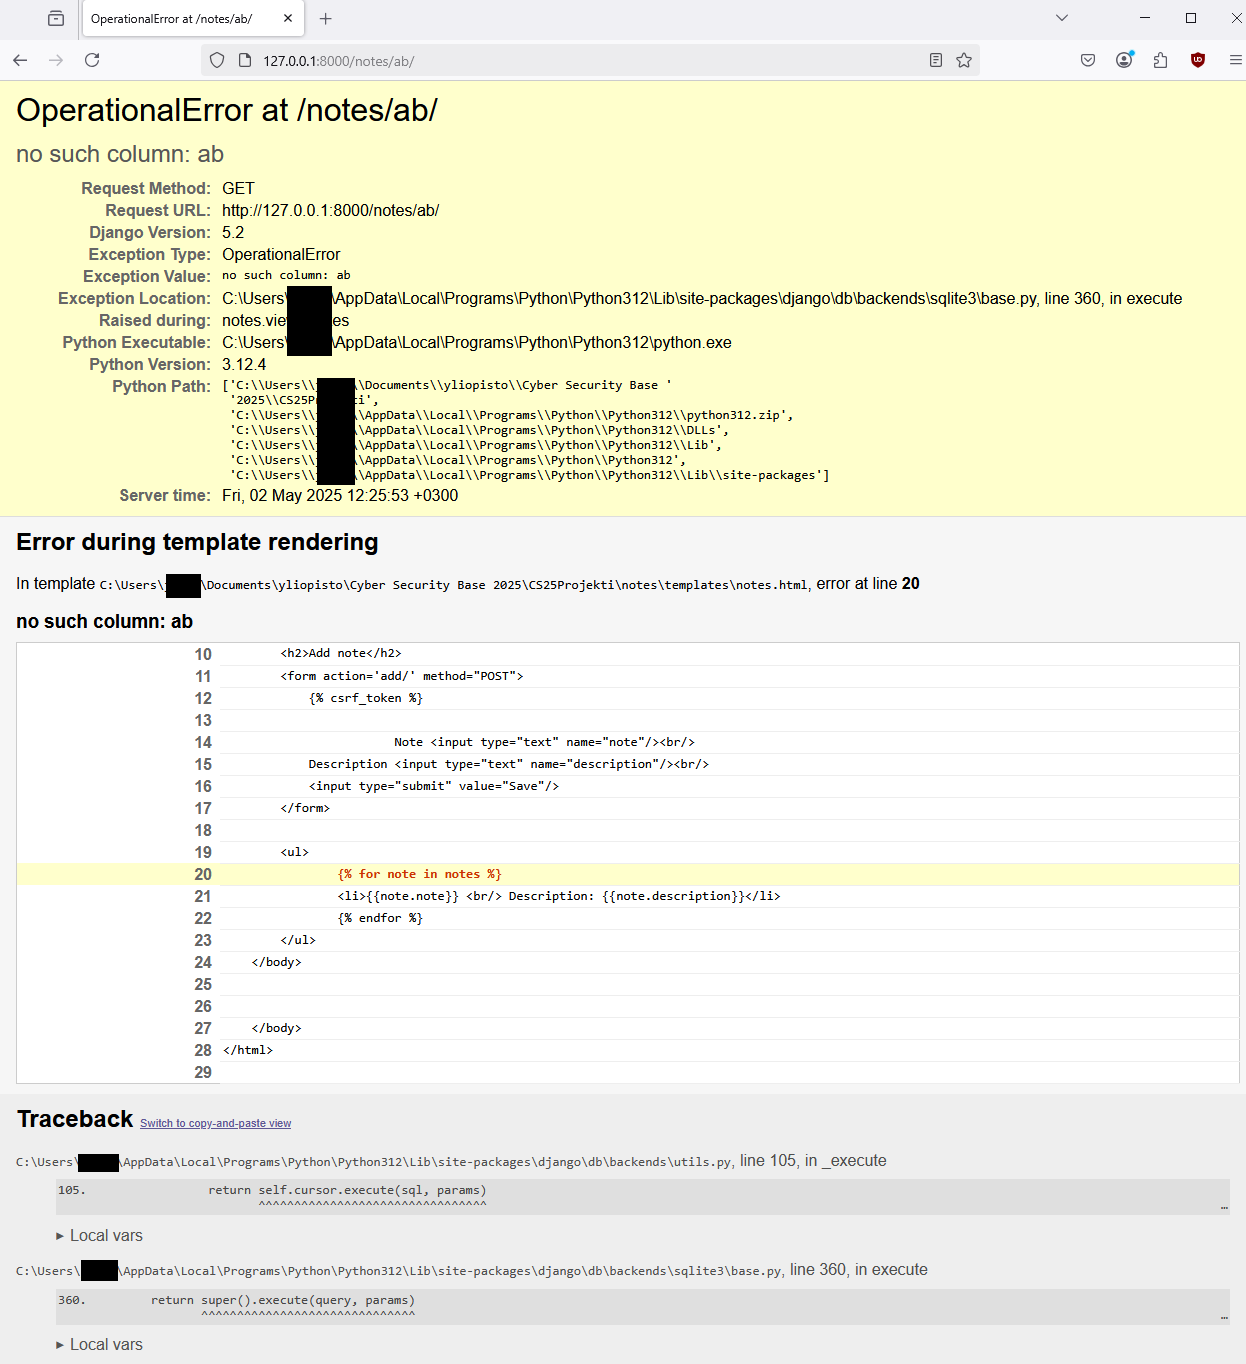 OperationalError at /notes/ab/
127.0.0.1:8000/notes/ab/
OperationalError at /notes/ab/
no such column: ab
Request Method: GET
Request URL: http://127.0.0.1:8000/notes/ab/
Django Version: 5.2
Exception Type: OperationalError
Exception Value: no such column: ab
Exception Location: C:\Users\ \AppData\Local\Programs\Python\Python312\Lib\site-packages\django\db\backends\sqlite3\base.py, line 360, in execute
Raised during: notes.vie es
Python Executable: C:\Users\ \AppData\Local\Programs\Python\Python312\python.exe
Python Version: 3.12.4
Python Path: ['C:\\Users\\ \\Documents\\yliopisto\\Cyber Security Base '
'2025\\CS25P ti',
'C:\\Users\\ \\AppData\\Local\\Programs\\Python\\Python312\\python312.zip',
'C:\\Users\\ \\AppData\\Local\\Programs\\Python\\Python312\\DLLs',
'C:\\Users\\ \\AppData\\Local\\Programs\\Python\\Python312\\Lib',
'C:\\Users\\ \\AppData\\Local\\Programs\\Python\\Python312',
'C:\\Users\\ \\AppData\\Local\\Programs\\Python\\Python312\\Lib\\site-packages']
Server time: Fri, 02 May 2025 12:25:53 +0300
Error during template rendering
In template C:\Users\ \Documents\yliopisto\Cyber Security Base 2025\CS25Projekti\notes\templates\notes.html, error at line 20
no such column: ab
10 <h2>Add note</h2>
11 <form action='add/' method="POST">
12 {% csrf_token %}
13
14 Note <input type="text" name="note"/><br/>
15 Description <input type="text" name="description"/><br/>
16 <input type="submit" value="Save"/>
17 </form>
18
19 <ul>
20 {% for note in notes %}
21 <li>{{note.note}} <br/> Description: {{note.description}}</li>
22 {% endfor %}
23 </ul>
24 </body>
25
26
27 </body>
28 </html>
29
Traceback Switch to copy-and-paste view
C:\Users\ \AppData\Local\Programs\Python\Python312\Lib\site-packages\django\db\backends\utils.py, line 105, in _execute
105. return self.cursor.execute(sql, params)
^^^^^^^^^^^^^^^^^^^^^^^^^^^^^^^^
…
▸ Local vars
C:\Users\ \AppData\Local\Programs\Python\Python312\Lib\site-packages\django\db\backends\sqlite3\base.py, line 360, in execute
360. return super().execute(query, params)
^^^^^^^^^^^^^^^^^^^^^^^^^^^^^^
…
▸ Local vars